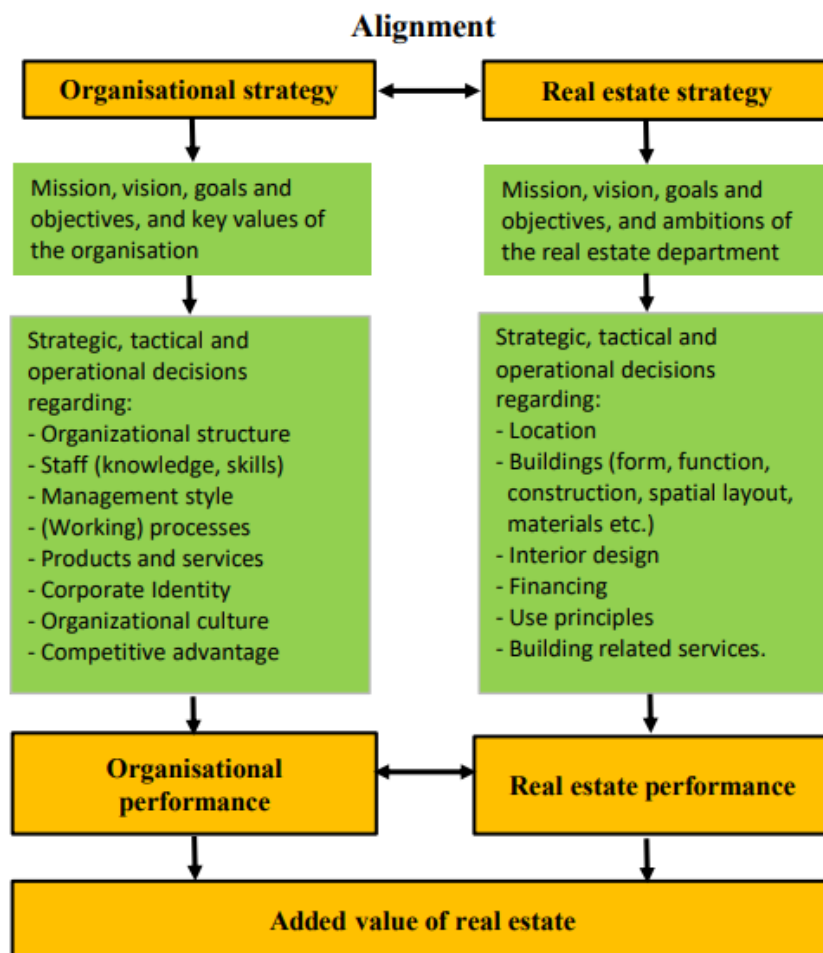 Alignment
Organisational strategy
Real estate strategy
Mission, vision, goals and
objectives, and key values of
the organisation
Mission, vision, goals and
objectives, and ambitions of
the real estate department
Strategic, tactical and
operational decisions
regarding:
- Organizational structure
- Staff (knowledge, skills)
- Management style
- (Working) processes
- Products and services
- Corporate Identity
- Organizational culture
- Competitive advantage
Strategic, tactical and
operational decisions
regarding:
- Location
- Buildings (form, function,
construction, spatial layout,
materials etc.)
- Interior design
- Financing
- Use principles
- Building related services.
Organisational
performance
Real estate performance
Added value of real estate